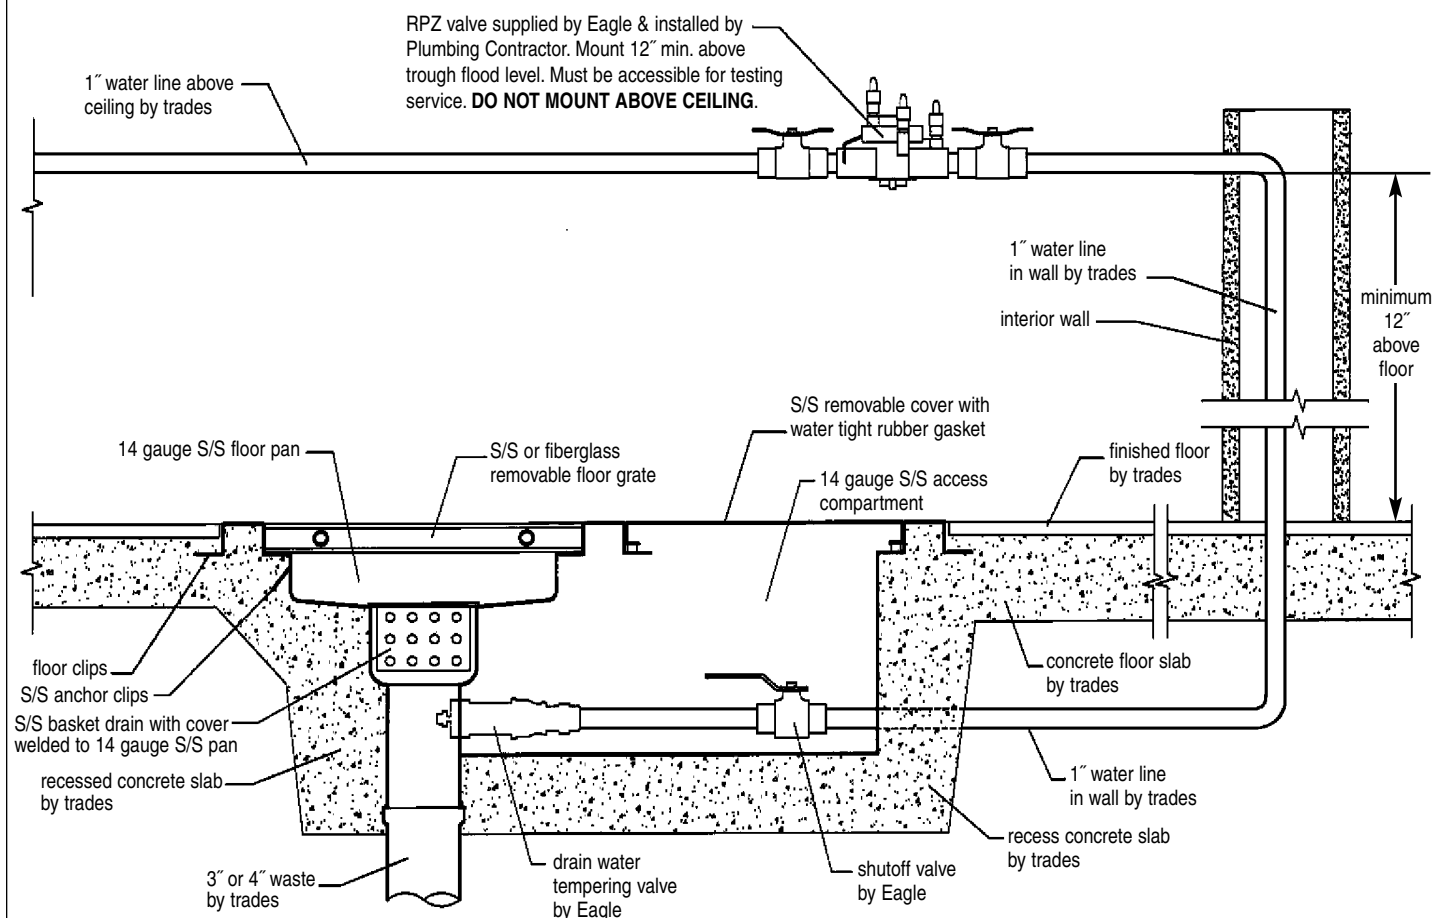 RPZ valve supplied by Eagle & installed by
Plumbing Contractor. Mount 12˝ min. above
trough flood level. Must be accessible for testing
service. DO NOT MOUNT ABOVE CEILING.
1˝ water line above
ceiling by trades
1˝ water line
in wall by trades
interior wall
minimum
12˝
above
floor
S/S removable cover with
water tight rubber gasket
14 gauge S/S floor pan
S/S or fiberglass
removable floor grate
14 gauge S/S access
compartment
finished floor
by trades
floor clips
S/S anchor clips
S/S basket drain with cover
welded to 14 gauge S/S pan
recessed concrete slab
by trades
concrete floor slab
by trades
1˝ water line
in wall by trades
recess concrete slab
by trades
3˝ or 4˝ waste
by trades
drain water
tempering valve
by Eagle
shutoff valve
by Eagle